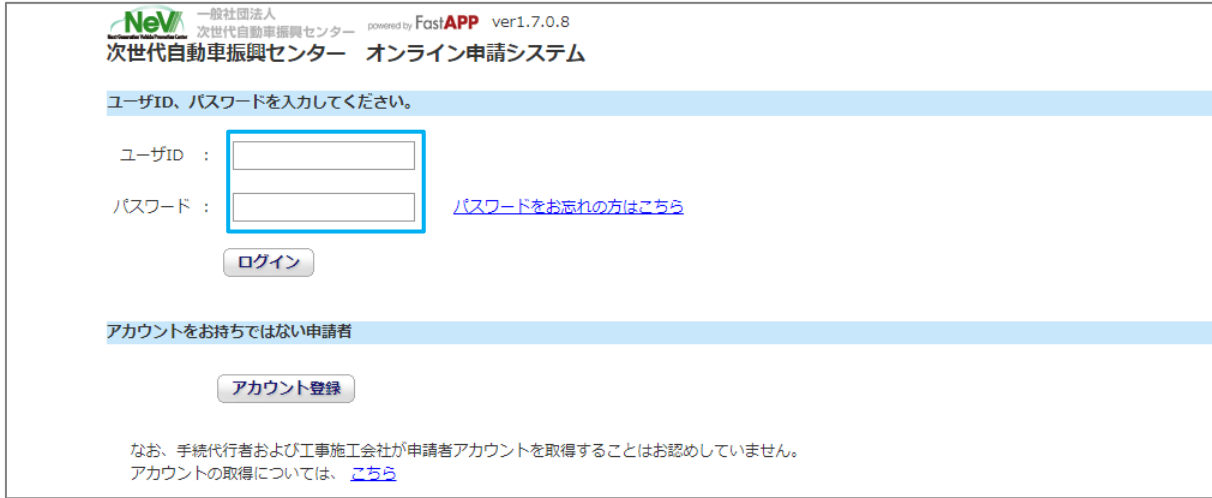 NeV 一般社団法人
Next Generation Vehicle Promotion Center 次世代自動車振興センター powered by FastAPP ver1.7.0.8
次世代自動車振興センター オンライン申請システム
ユーザID、パスワードを入力してください。
ユーザID :
パスワード : パスワードをお忘れの方はこちら
ログイン
アカウントをお持ちではない申請者
アカウント登録
なお、手続代行者および工事施工会社が申請者アカウントを取得することはお認めしていません。
アカウントの取得については、 こちら